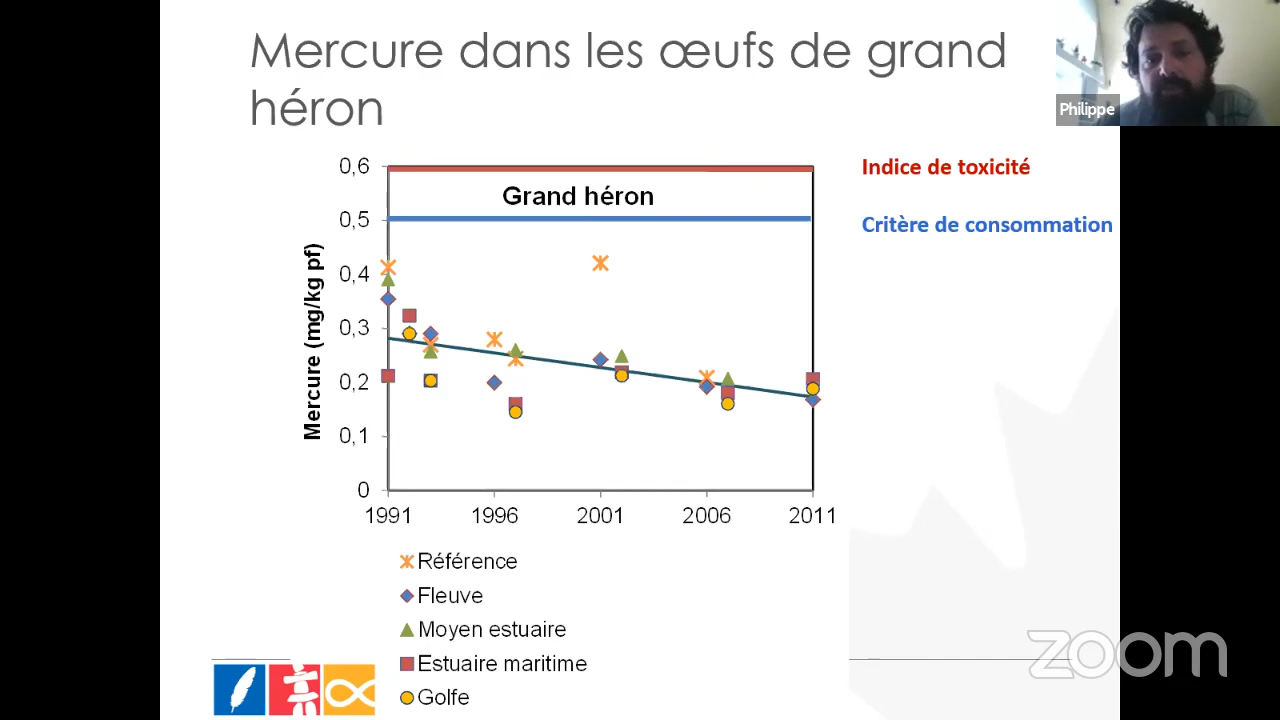 Mercure dans les œufs de grand
héron
Philippe
Indice de toxicité
Critère de consommation
Grand héron
Mercure (mg/kg pf)
0,6
0,5
0,4
0,3
0,2
0,1
0
1991 1996 2001 2006 2011
Référence
Fleuve
Moyen estuaire
Estuaire maritime
Golfe
zoom